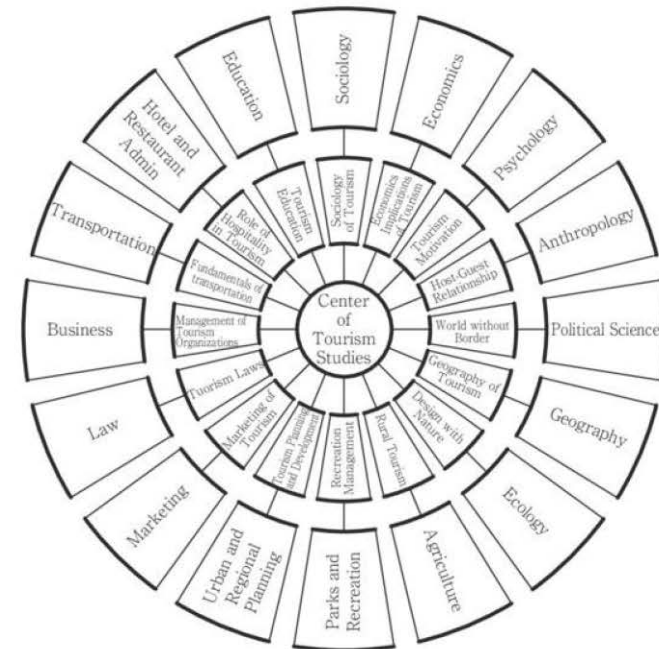 Sociology
Economics
Psychology
Anthropology
Political Science
Geography
Ecology
Agriculture
Parks and
Recreation
Urban and
Regional
Planning
Marketing
Law
Business
Transportation
Hotel and
Restaurant
Admin
Education
Sociology
of Tourism
Economics
Implications
of Tourism
Tourism
Motivation
Host-Guest
Relationship
World without
Border
Geography
of Tourism
Design with
Nature
Rural Tourism
Recreation
Management
Tourism Planning
and Development
Marketing of
Tourism
Tuorism Laws
Management of
Tourism
Organizations
Fundamentals of
transportation
Role of
Hospitality
in Tourism
Tourism
Education
Center
of
Tourism
Studies